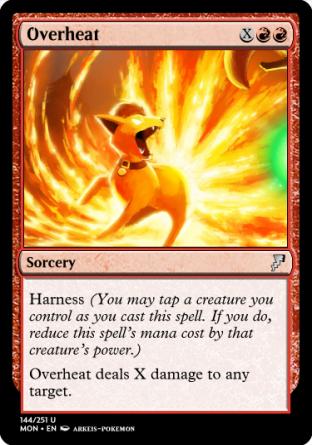 Overheat XRR
Sorcery
Harness (You may tap a creature you
control as you cast this spell. If you do,
reduce this spell's mana cost by that
creature's power.)
Overheat deals X damage to any
target.
144/251 U
MON • EN ARKEIS-POKEMON